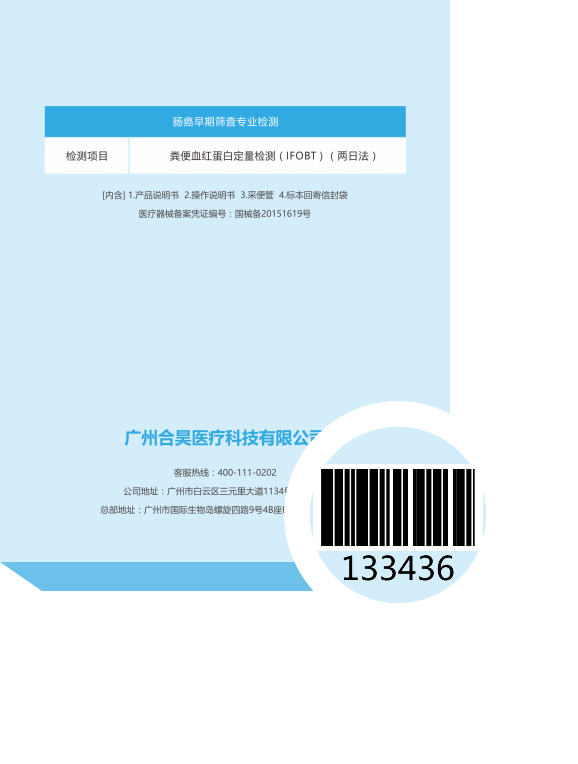 肠癌早期筛查专业检测
检测项目 粪便血红蛋白定量检测（IFOBT）（两日法）
[内含] 1.产品说明书 2.操作说明书 3.采便管 4.标本回寄信封袋
医疗器械备案凭证编号：国械备20151619号
广州合昊医疗科技有限公司
客服热线：400-111-0202
公司地址：广州市白云区三元里大道1134号
总部地址：广州市国际生物岛螺旋四路9号4B座
133436